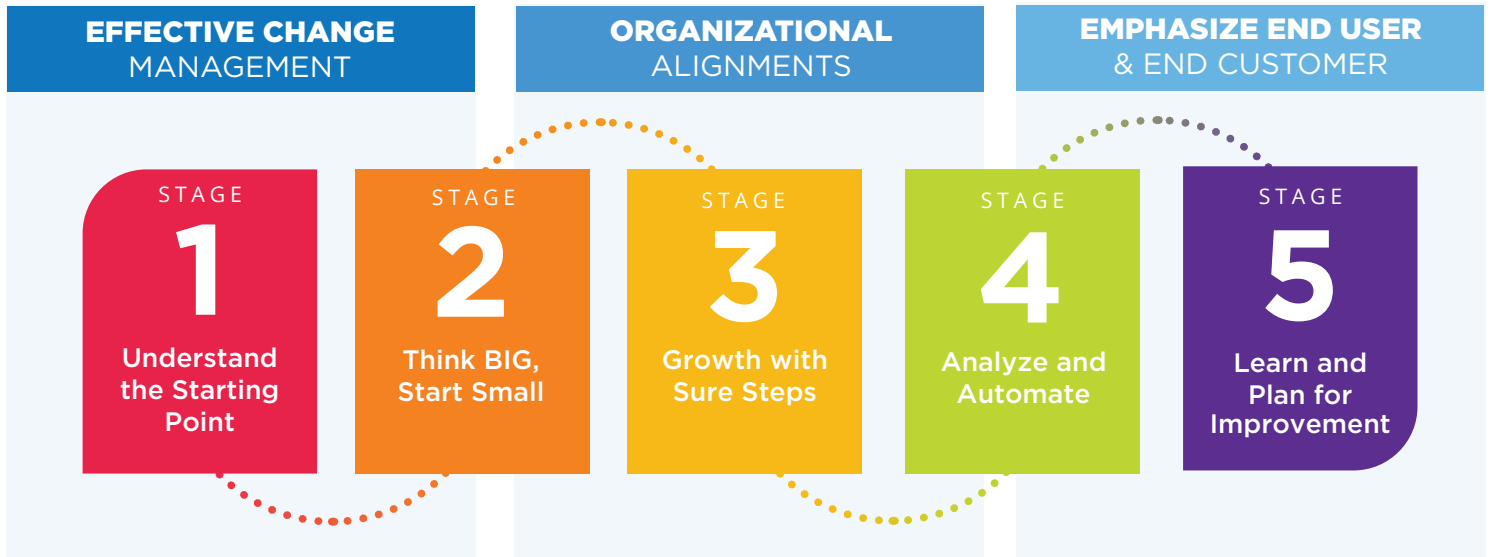 EFFECTIVE CHANGE
MANAGEMENT
ORGANIZATIONAL
ALIGNMENTS
EMPHASIZE END USER
& END CUSTOMER
STAGE
1
Understand
the Starting
Point
STAGE
2
Think BIG,
Start Small
STAGE
3
Growth with
Sure Steps
STAGE
4
Analyze and
Automate
STAGE
5
Learn and
Plan for
Improvement